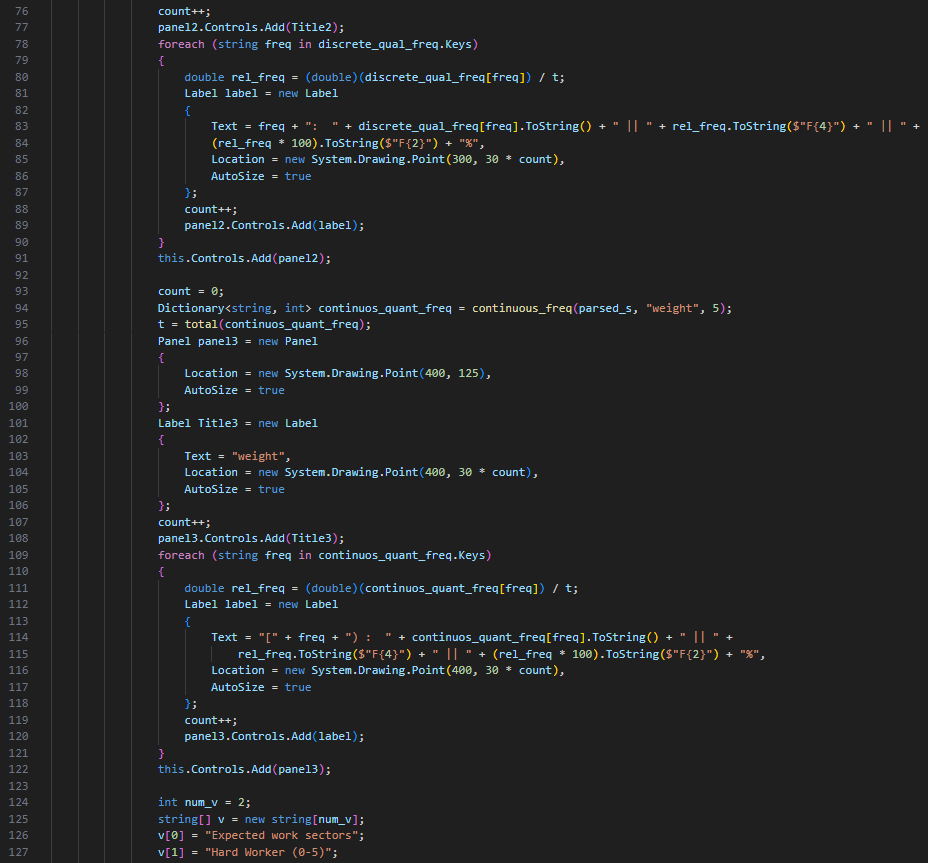 76 count++;
77 panel2.Controls.Add(Title2);
78 foreach (string freq in discrete_qual_freq.Keys)
79 {
80 double rel_freq = (double)(discrete_qual_freq[freq]) / t;
81 Label label = new Label
82 {
83 Text = freq + ":  " + discrete_qual_freq[freq].ToString() + " || " + rel_freq.ToString($"F{4}") + " || " +
84 (rel_freq * 100).ToString($"F{2}") + "%",
85 Location = new System.Drawing.Point(300, 30 * count),
86 AutoSize = true
87 };
88 count++;
89 panel2.Controls.Add(label);
90 }
91 this.Controls.Add(panel2);
92
93 count = 0;
94 Dictionary<string, int> continuos_quant_freq = continuous_freq(parsed_s, "weight", 5);
95 t = total(continuos_quant_freq);
96 Panel panel3 = new Panel
97 {
98 Location = new System.Drawing.Point(400, 125),
99 AutoSize = true
100 };
101 Label Title3 = new Label
102 {
103 Text = "weight",
104 Location = new System.Drawing.Point(400, 30 * count),
105 AutoSize = true
106 };
107 count++;
108 panel3.Controls.Add(Title3);
109 foreach (string freq in continuos_quant_freq.Keys)
110 {
111 double rel_freq = (double)(continuos_quant_freq[freq]) / t;
112 Label label = new Label
113 {
114 Text = "[" + freq + ") :  " + continuos_quant_freq[freq].ToString() + " || " +
115 rel_freq.ToString($"F{4}") + " || " + (rel_freq * 100).ToString($"F{2}") + "%",
116 Location = new System.Drawing.Point(400, 30 * count),
117 AutoSize = true
118 };
119 count++;
120 panel3.Controls.Add(label);
121 }
122 this.Controls.Add(panel3);
123
124 int num_v = 2;
125 string[] v = new string[num_v];
126 v[0] = "Expected work sectors";
127 v[1] = "Hard Worker (0-5)";